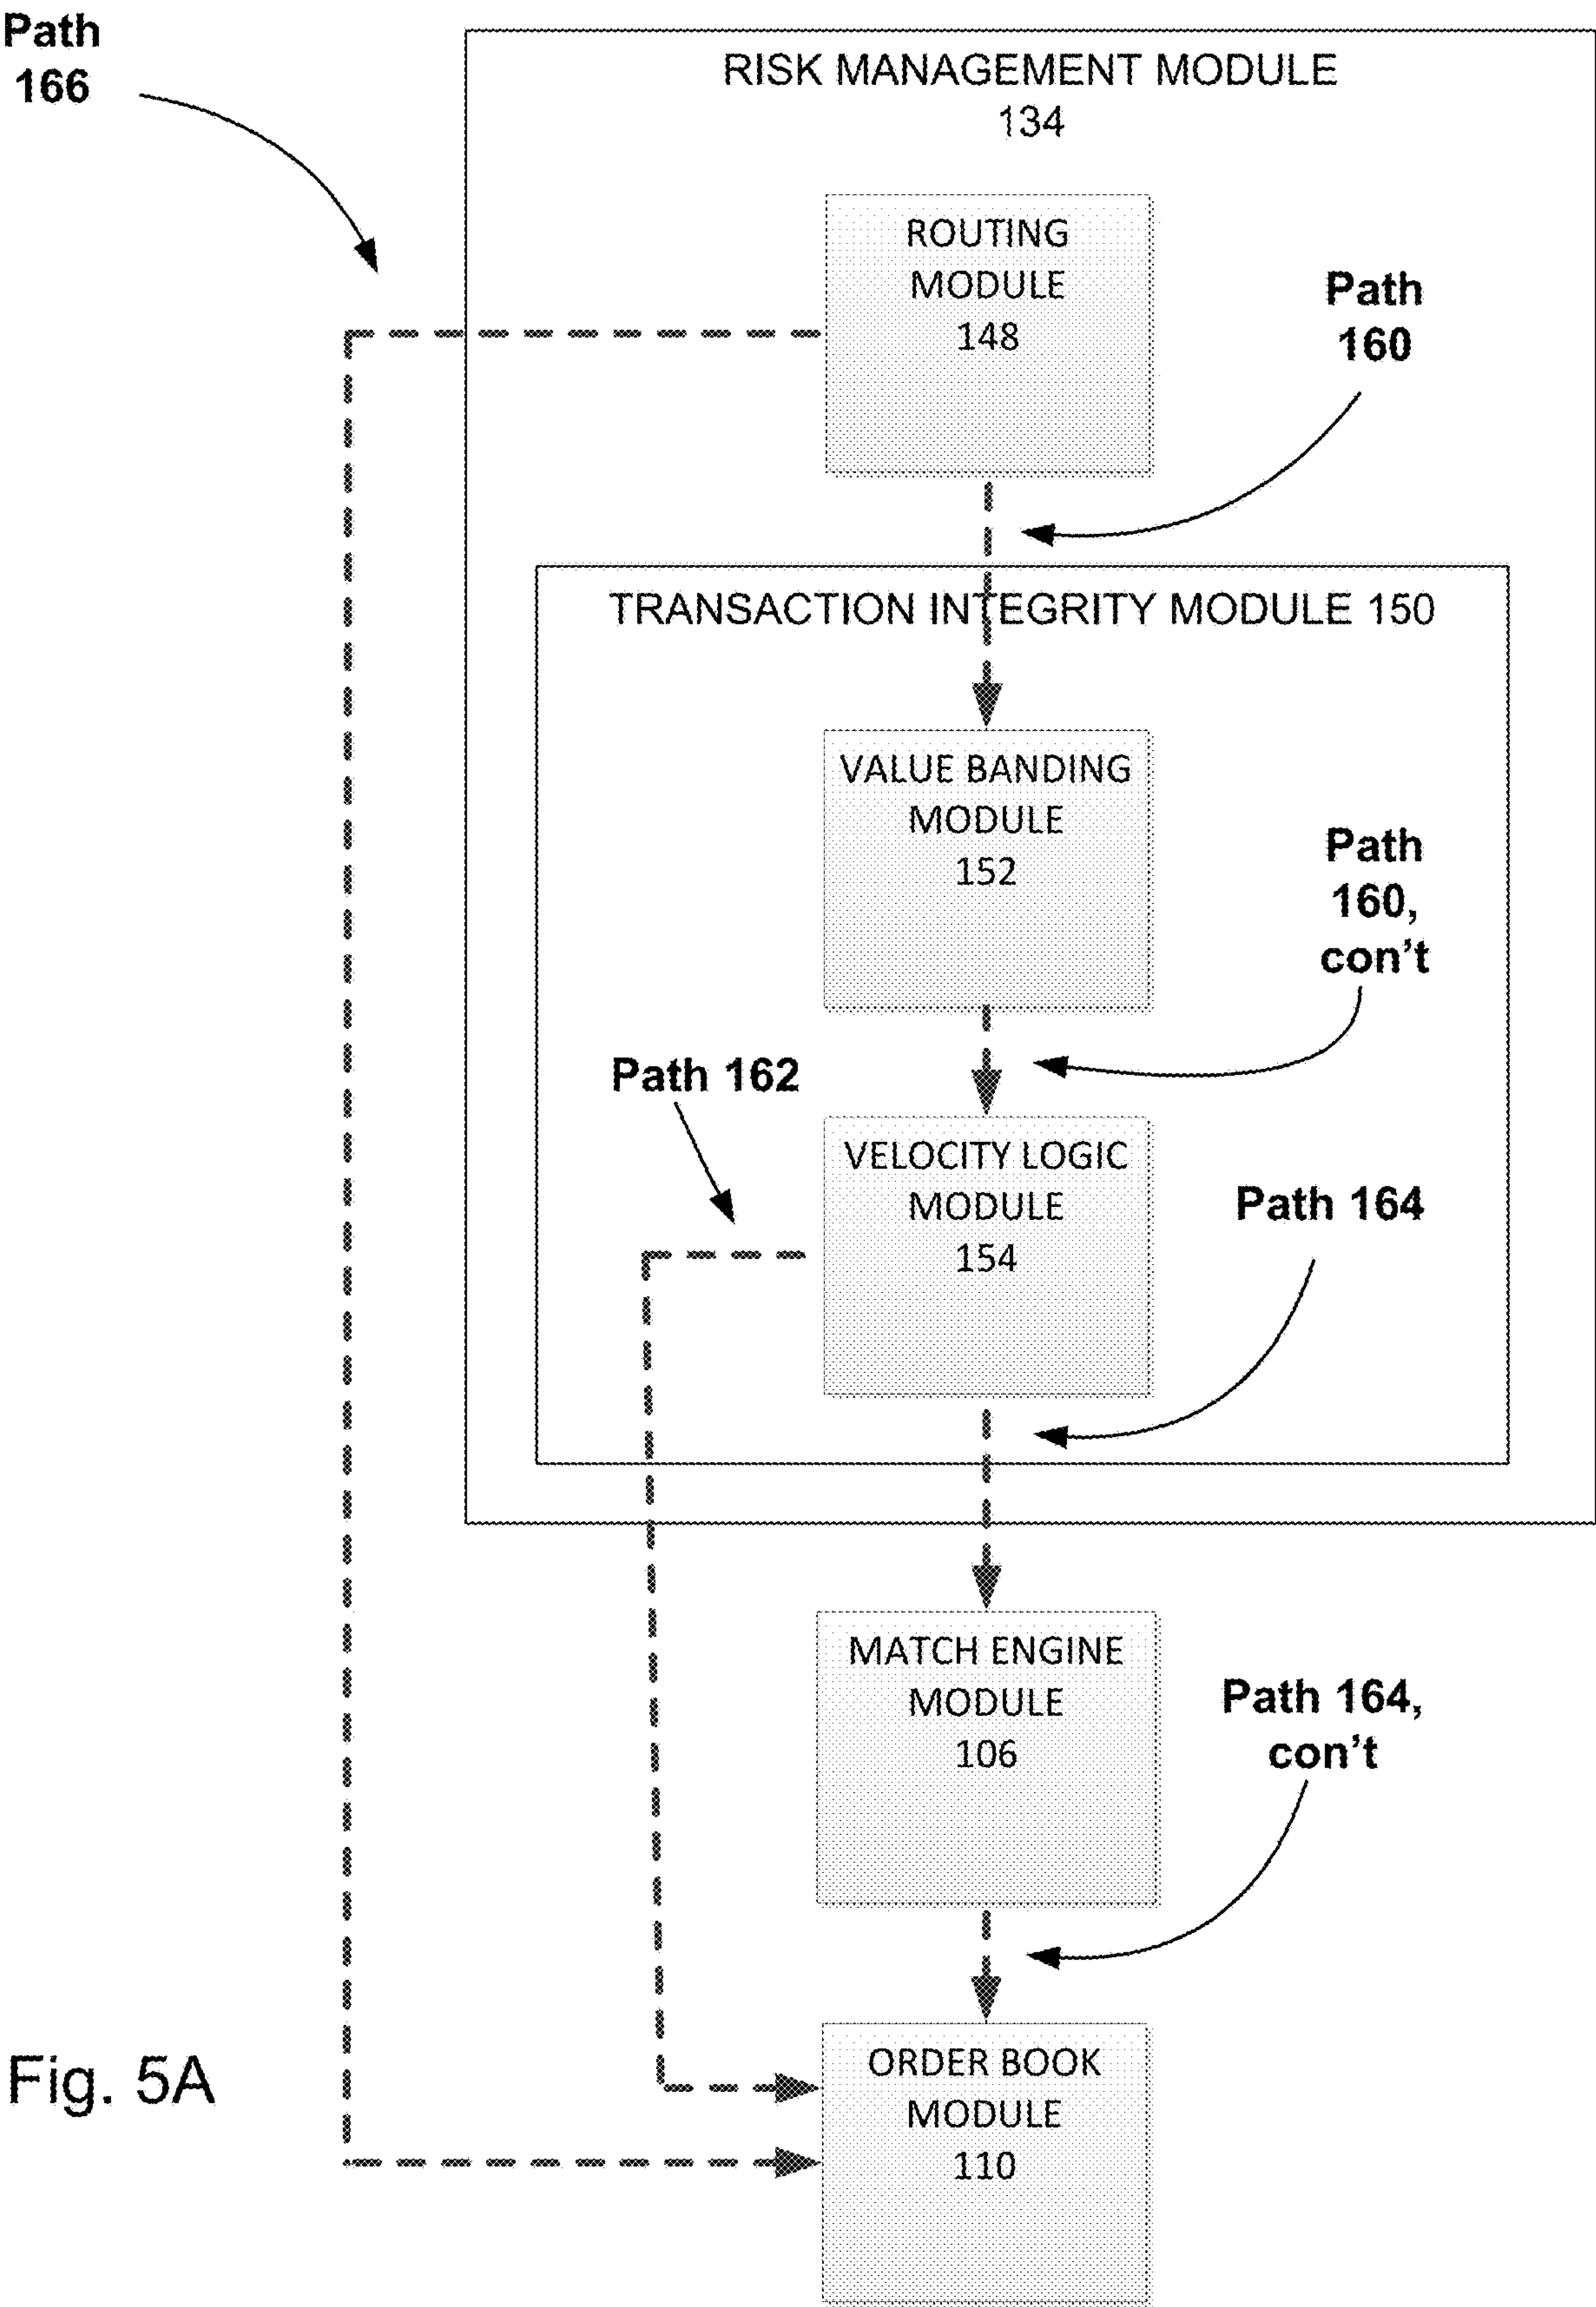 Path
166
RISK MANAGEMENT MODULE
134
ROUTING
MODULE
148
Path
160
TRANSACTION INTEGRITY MODULE 150
VALUE BANDING
MODULE
152
Path
160,
con't
Path 162
VELOCITY LOGIC
MODULE
154
Path 164
MATCH ENGINE
MODULE
106
Path 164,
con't
ORDER BOOK
MODULE
110
Fig. 5A